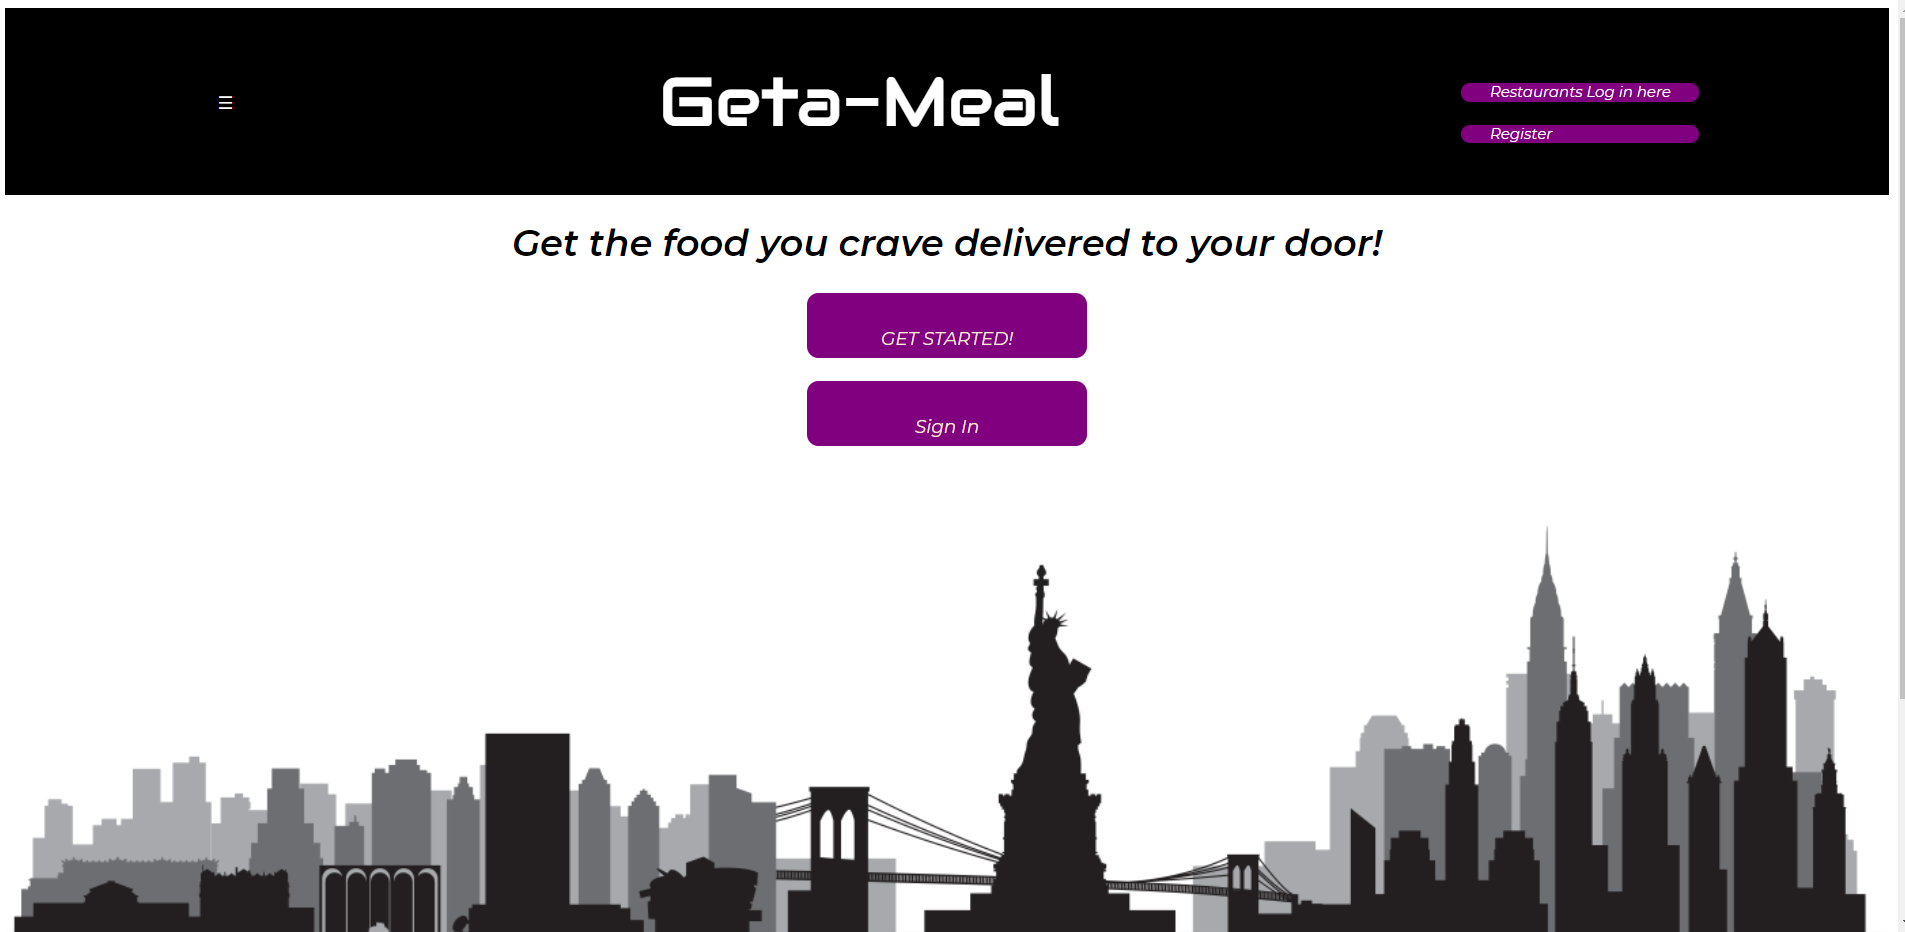 Geta-Meal
Restaurants Log in here
Register
Get the food you crave delivered to your door!
GET STARTED!
Sign In